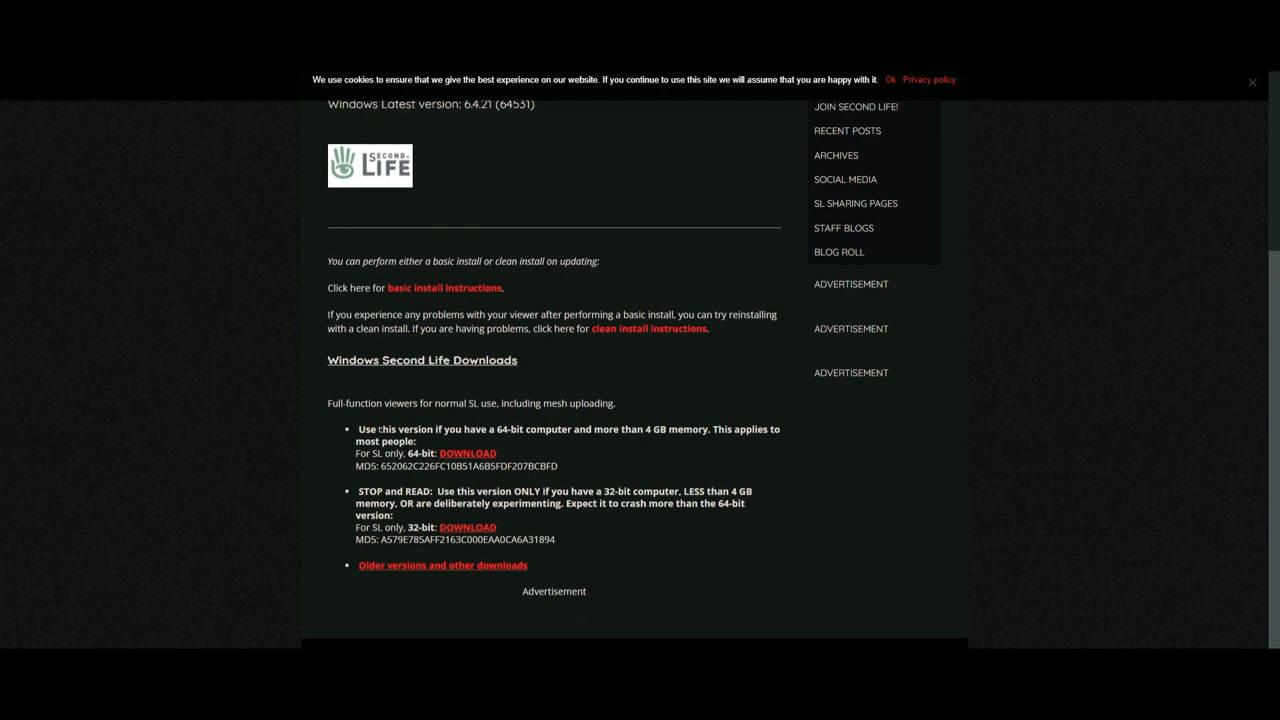 We use cookies to ensure that we give the best experience on our website. If you continue to use this site we will assume that you are happy with it. Ok Privacy policy
Windows Latest version: 6.4.21 (64531)
SECOND
LIFE
You can perform either a basic install or clean install on updating:
Click here for basic install instructions.
If you experience any problems with your viewer after performing a basic install, you can try reinstalling
with a clean install. If you are having problems, click here for clean install instructions.
Windows Second Life Downloads
Full-function viewers for normal SL use, including mesh uploading.
• Use this version if you have a 64-bit computer and more than 4 GB memory. This applies to
most people:
For SL only, 64-bit: DOWNLOAD
MD5: 652062C226FC10B51A6B5FDF207BCBFD
• STOP and READ: Use this version ONLY if you have a 32-bit computer, LESS than 4 GB
memory, OR are deliberately experimenting. Expect it to crash more than the 64-bit
version:
For SL only, 32-bit: DOWNLOAD
MD5: A579E785AFF2163C000EAA0CA6A31894
• Older versions and other downloads
Advertisement
JOIN SECOND LIFE!
RECENT POSTS
ARCHIVES
SOCIAL MEDIA
SL SHARING PAGES
STAFF BLOGS
BLOG ROLL
ADVERTISEMENT
ADVERTISEMENT
ADVERTISEMENT